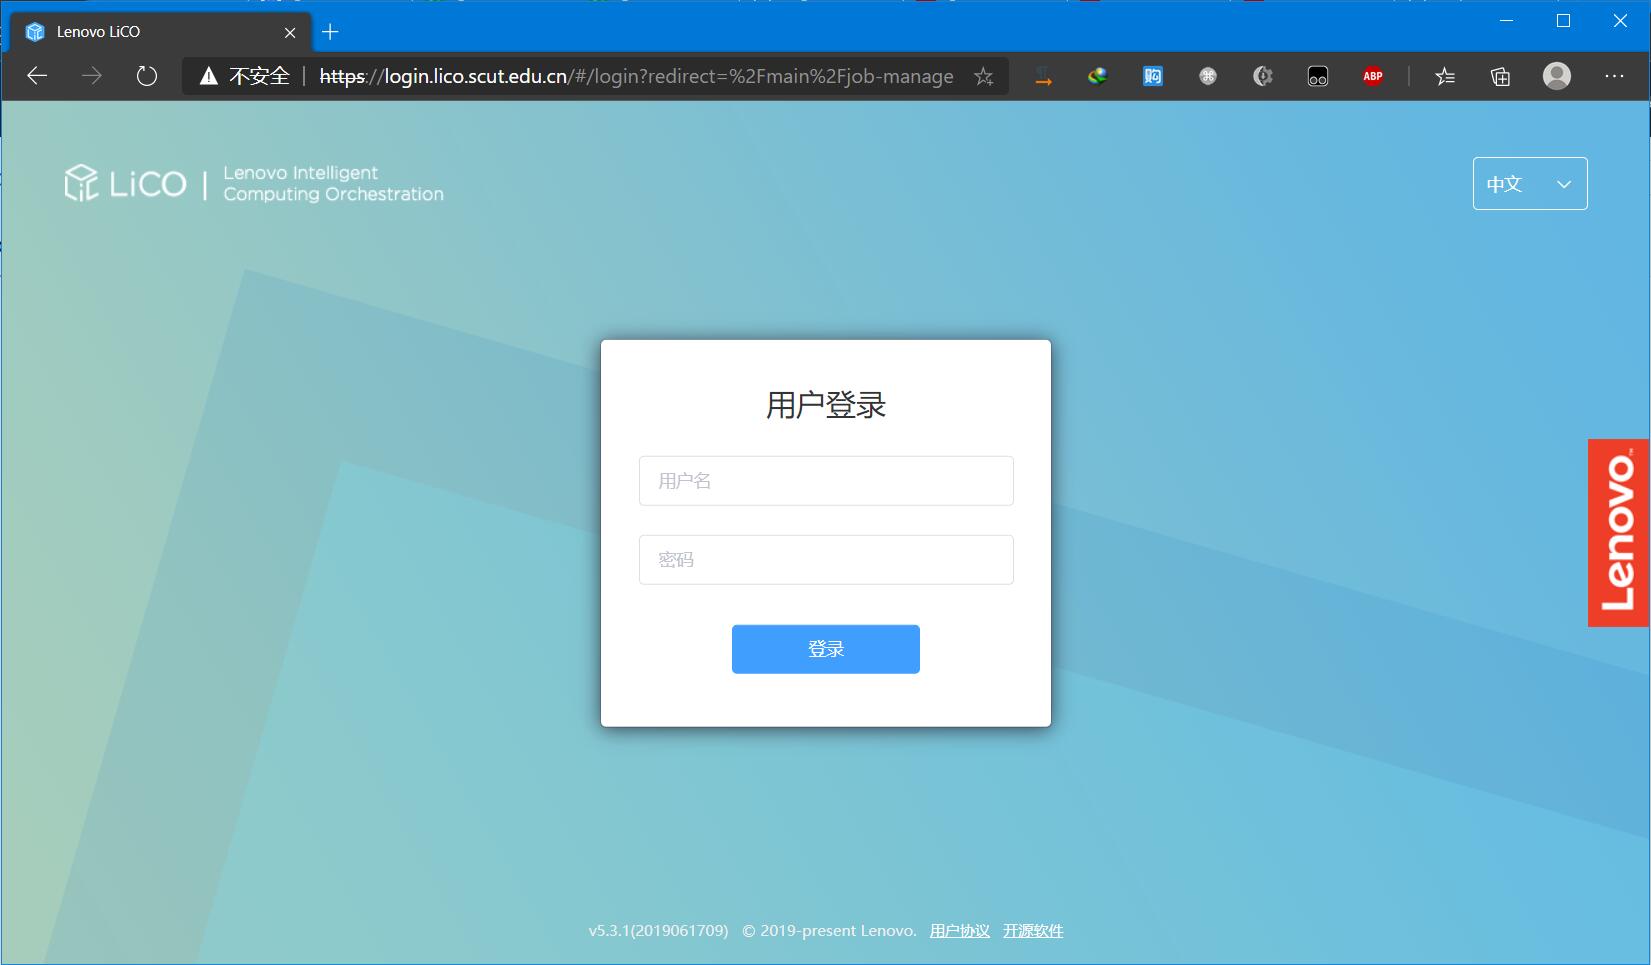 Lenovo LiCO
不安全 | https://login.lico.scut.edu.cn/#/login?redirect=%2Fmain%2Fjob-manage
购
ABP
LiCO | Lenovo Intelligent
Computing Orchestration
中文
用户登录
用户名
密码
登录
Lenovo™
v5.3.1(2019061709) © 2019-present Lenovo. 用户协议 开源软件